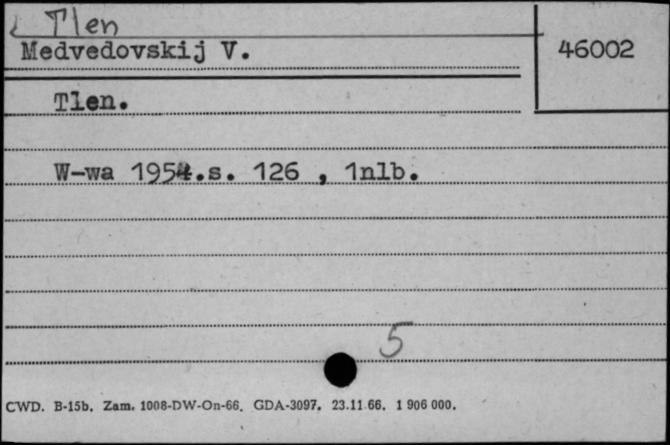 Tlen
Medvedovskij V.
46002
Tlen.
W-wa 1954.s. 126 , 1nlb.
5
CWD. B-15b. Zam. 1008-DW-On-66. GDA-3097. 23.11.66. 1 906 000.